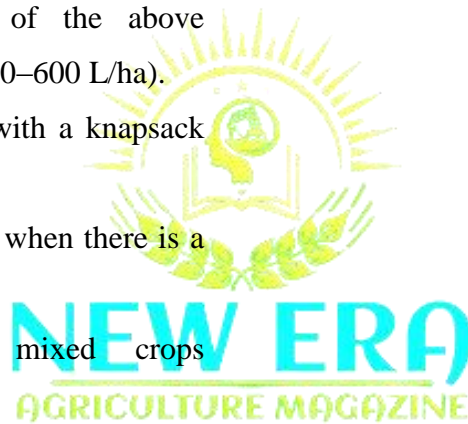 of the above
0–600 L/ha).
with a knapsack
when there is a
mixed crops
NEW ERA
AGRICULTURE MAGAZINE